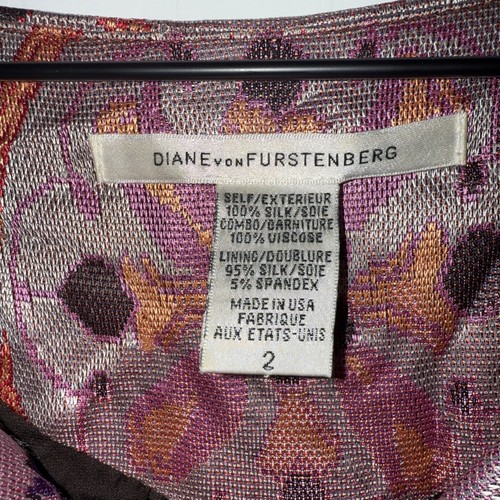 DIANE VON FURSTENBERG
SELF/EXTERIEUR
100% SILK/SOIE
COMBO/GARNITURE
100% VISCOSE
LINING/DOUBLURE
95% SILK/SOIE
5% SPANDEX
MADE IN USA
FABRIQUE
AUX ETATS-UNIS
2